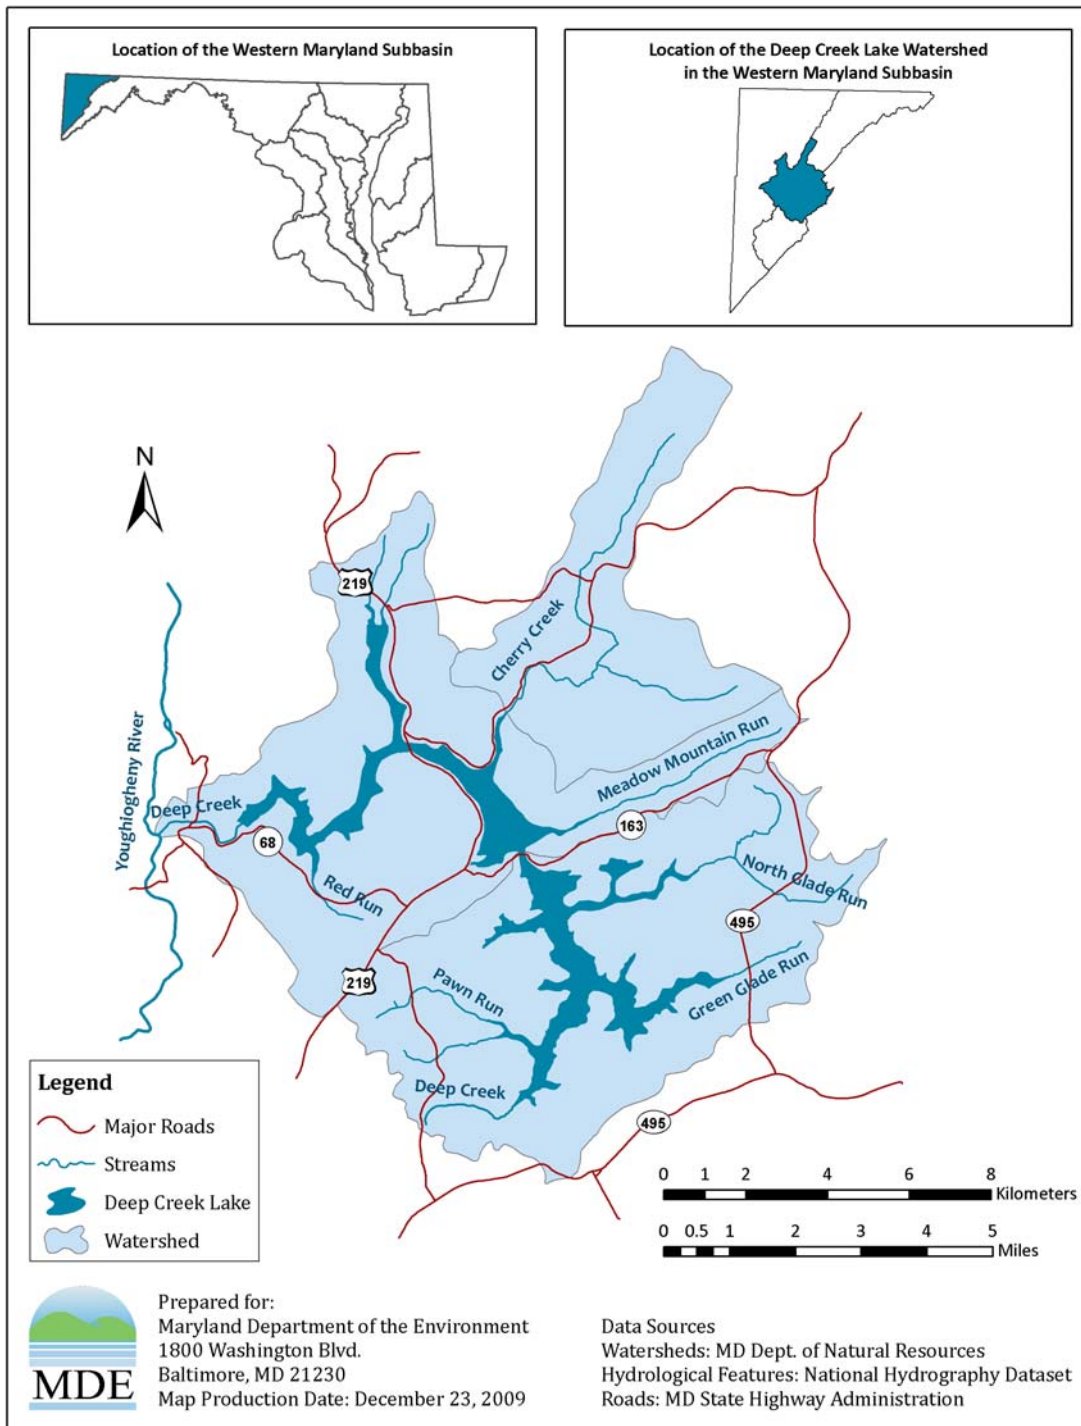 Location of the Western Maryland Subbasin
Location of the Deep Creek Lake Watershed
in the Western Maryland Subbasin
N
219
Cherry Creek
Youghiogheny River
Meadow Mountain Run
Deep Creek
163
68
Red Run
North Glade Run
495
219
Pawn Run
Green Glade Run
Deep Creek
495
Legend
Major Roads
Streams
Deep Creek Lake
Watershed
0 1 2 4 6 8
Kilometers
0 0.5 1 2 3 4 5
Miles
MDE
Prepared for:
Maryland Department of the Environment
1800 Washington Blvd.
Baltimore, MD 21230
Map Production Date: December 23, 2009
Data Sources
Watersheds: MD Dept. of Natural Resources
Hydrological Features: National Hydrography Dataset
Roads: MD State Highway Administration